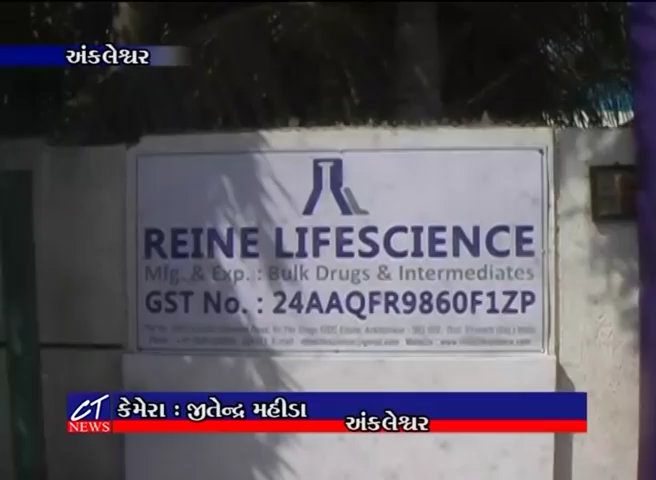 અંકલેશ્વર
REINE LIFESCIENCE
Mfg. & Exp. : Bulk Drugs & Intermediates
GST No. : 24AAQFR9860F1ZP
CT NEWS
કેમેરા : જીતેન્દ્ર મહીડા
અંકલેશ્વર